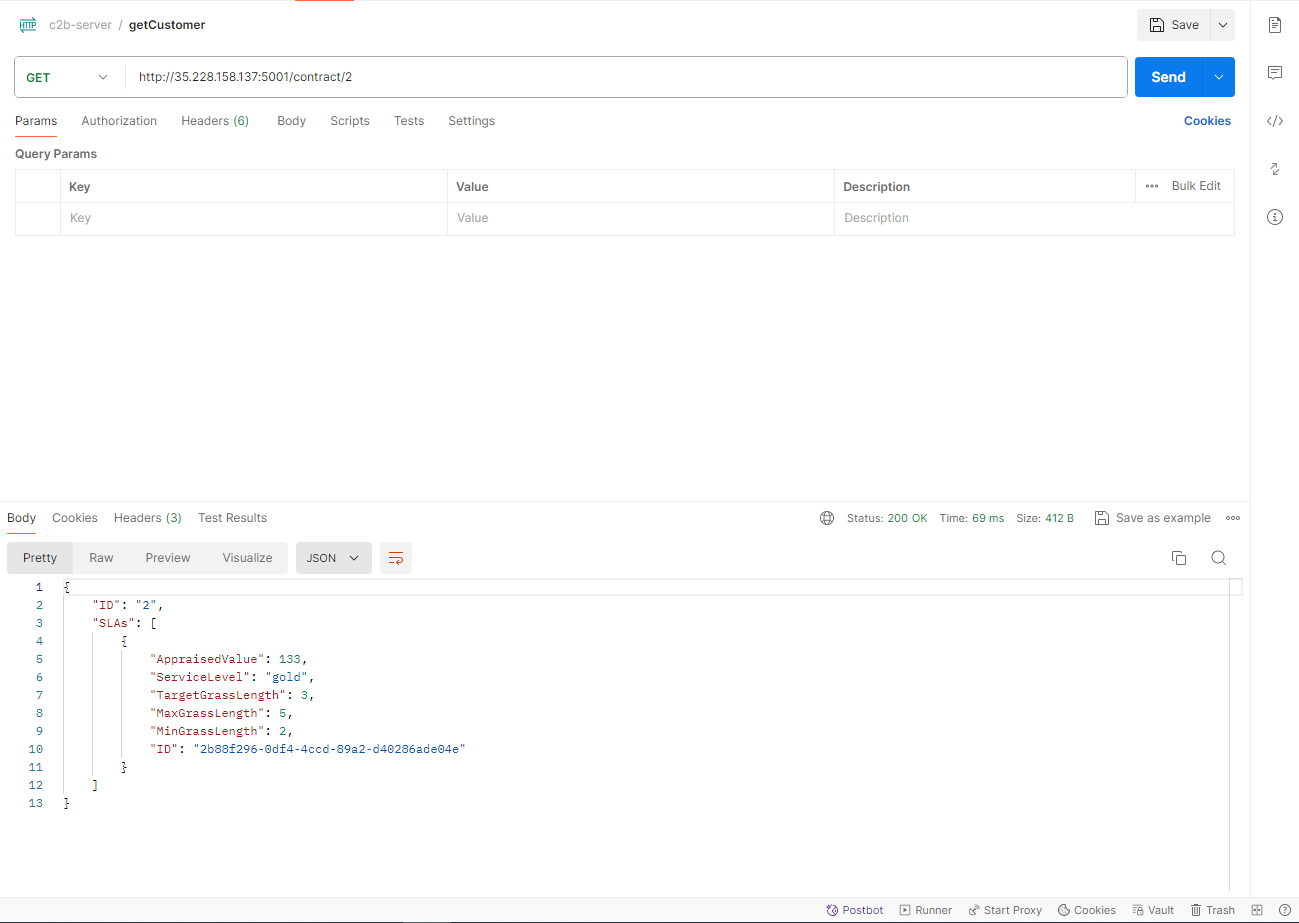 HTTP c2b-server / getCustomer
Save
GET http://35.228.158.137:5001/contract/2
Send
Params Authorization Headers (6) Body Scripts Tests Settings Cookies
Query Params
Key Value Description ••• Bulk Edit
Key Value Description
Body Cookies Headers (3) Test Results Status: 200 OK Time: 69 ms Size: 412 B Save as example
Pretty Raw Preview Visualize JSON
1 {
2 "ID": "2",
3 "SLAs": [
4 {
5 "AppraisedValue": 133,
6 "ServiceLevel": "gold",
7 "TargetGrassLength": 3,
8 "MaxGrassLength": 5,
9 "MinGrassLength": 2,
10 "ID": "2b88f296-0df4-4ccd-89a2-d40286ade04e"
11 }
12 ]
13 }
Postbot Runner Start Proxy Cookies Vault Trash